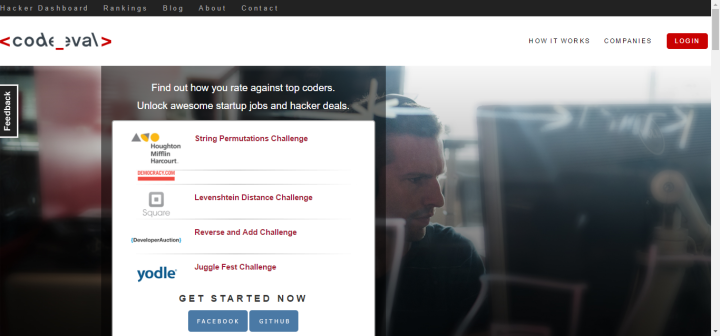 Hacker Dashboard Rankings Blog About Contact
<code_eval>
HOW IT WORKS COMPANIES LOGIN
Feedback
Find out how you rate against top coders.
Unlock awesome startup jobs and hacker deals.
Houghton
Mifflin
Harcourt
String Permutations Challenge
DEMOCRACY.COM
Square
Levenshtein Distance Challenge
[DeveloperAuction]
Reverse and Add Challenge
yodle
Juggle Fest Challenge
GET STARTED NOW
FACEBOOK GITHUB